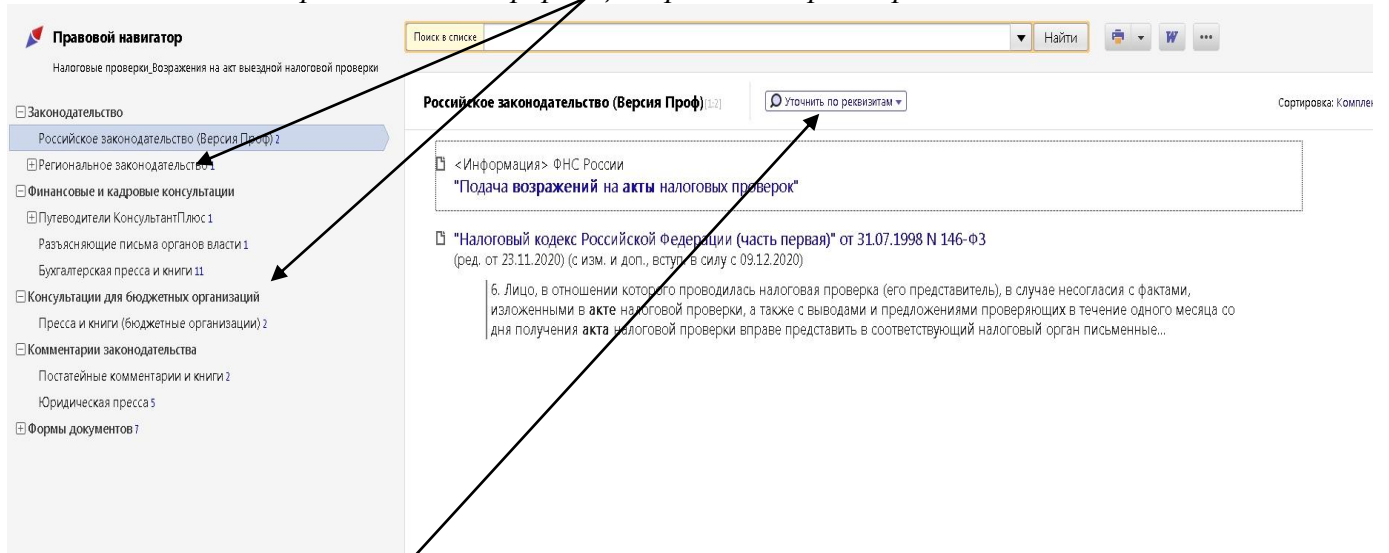 Правовой навигатор
Налоговые проверки_Возражения на акт выездной налоговой проверки
Поиск в списке
Найти
W
Законодательство
Российское законодательство (Версия Проф) 2
Региональное законодательство 1
Финансовые и кадровые консультации
Путеводители КонсультантПлюс 1
Разъясняющие письма органов власти 1
Бухгалтерская пресса и книги 11
Консультации для бюджетных организаций
Пресса и книги (бюджетные организации) 2
Комментарии законодательства
Постатейные комментарии и книги 2
Юридическая пресса 5
Формы документов 7
Российское законодательство (Версия Проф) [1:2]
Уточнить по реквизитам
Сортировка: Комплек
<Информация> ФНС России
"Подача возражений на акты налоговых проверок"
"Налоговый кодекс Российской Федерации (часть первая)" от 31.07.1998 N 146-ФЗ
(ред. от 23.11.2020) (с изм. и доп., вступ. в силу с 09.12.2020)
6. Лицо, в отношении которого проводилась налоговая проверка (его представитель), в случае несогласия с фактами,
изложенными в акте налоговой проверки, а также с выводами и предложениями проверяющих в течение одного месяца со
дня получения акта налоговой проверки вправе представить в соответствующий налоговый орган письменные...